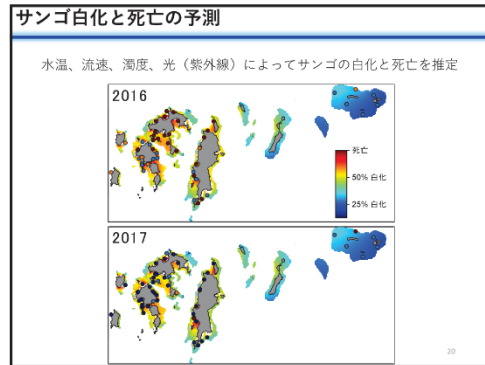 サンゴ白化と死亡の予測
水温、流速、濁度、光（紫外線）によってサンゴの白化と死亡を推定
2016
死亡
50% 白化
25% 白化
2017
20